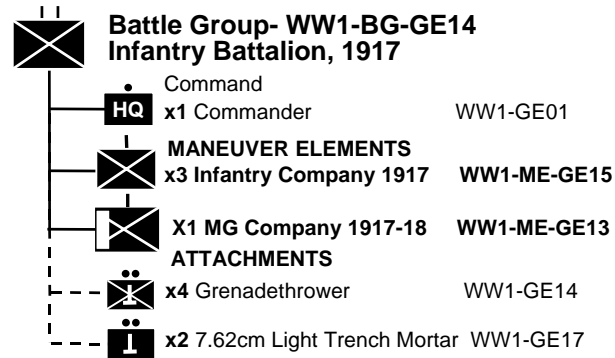 Battle Group- WW1-BG-GE14
Infantry Battalion, 1917
Command
HQ x1 Commander WW1-GE01
MANEUVER ELEMENTS
x3 Infantry Company 1917 WW1-ME-GE15
X1 MG Company 1917-18 WW1-ME-GE13
ATTACHMENTS
x4 Grenadethrower WW1-GE14
x2 7.62cm Light Trench Mortar WW1-GE17